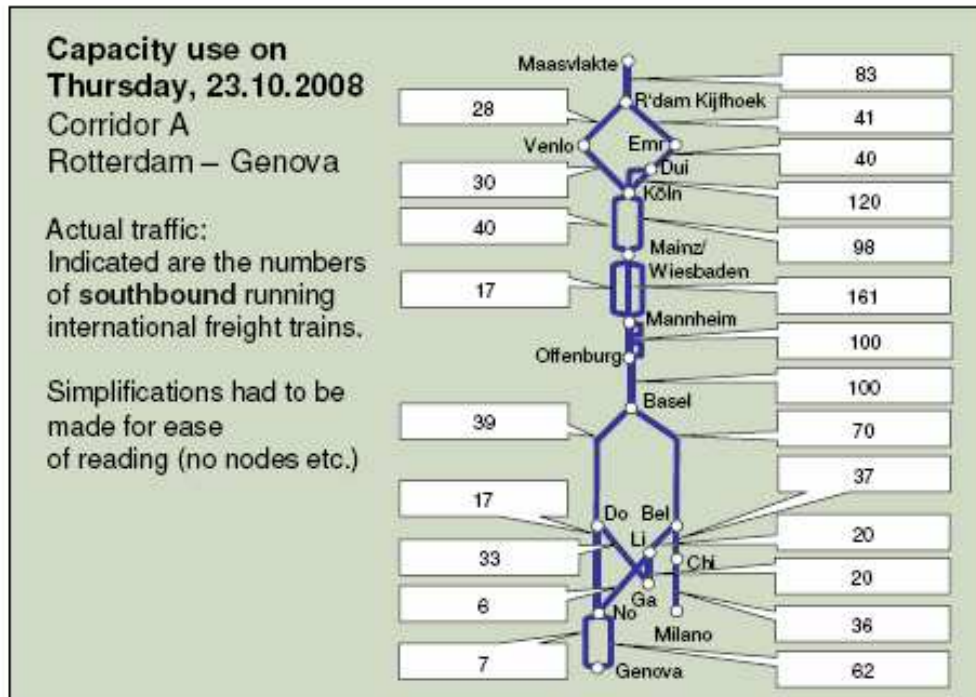 Capacity use on
Thursday, 23.10.2008
Corridor A
Rotterdam – Genova
Actual traffic:
Indicated are the numbers
of southbound running
international freight trains.
Simplifications had to be
made for ease
of reading (no nodes etc.)
Maasvlakte
83
R'dam Kijfhoek
28
41
Venlo
Emr
40
Dui
30
Köln
120
40
98
Mainz/
Wiesbaden
17
161
Mannheim
100
Offenburg
100
Basel
39
70
37
17
Do
Bel
Li
20
33
Chi
20
Ga
6
No
36
Milano
7
62
Genova